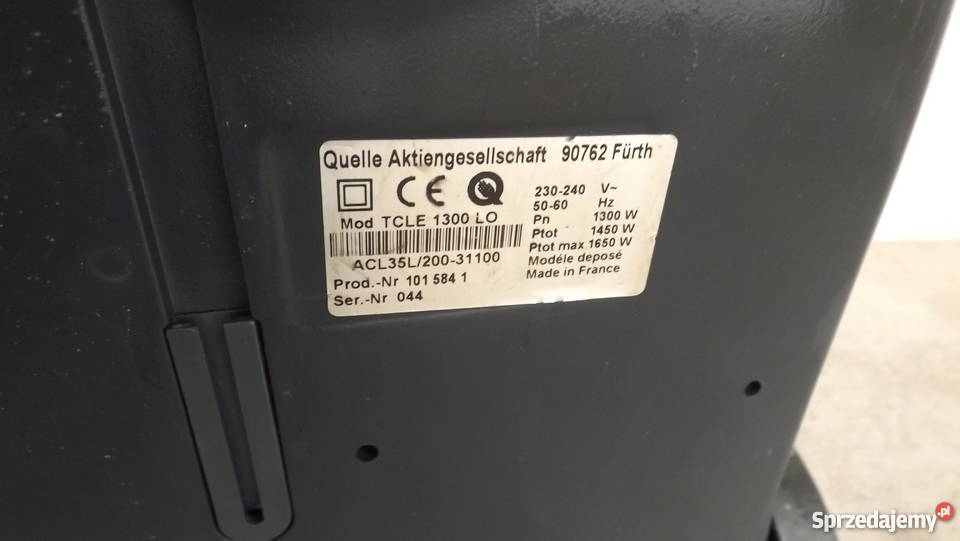 Quelle Aktiengesellschaft 90762 Fürth
CE Q
230-240 V~
50-60 Hz
Mod TCLE 1300 LO
Pn 1300 W
Ptot 1450 W
Ptot max 1650 W
ACL35L/200-31100
Modéle deposé
Prod.-Nr 101 584 1
Made in France
Ser.-Nr 044
Sprzedajemy.pl